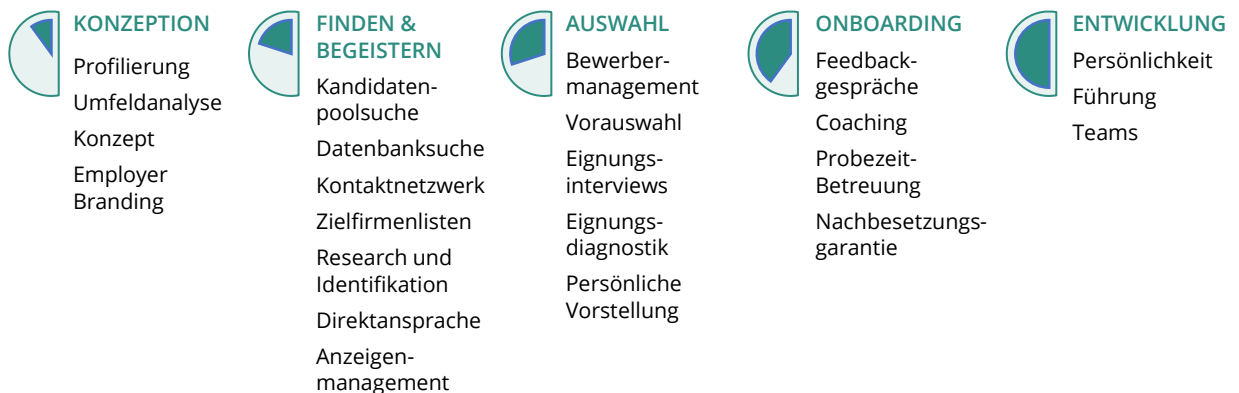 KONZEPTION
Profilierung
Umfeldanalyse
Konzept
Employer
Branding
FINDEN &
BEGEISTERN
Kandidaten-
poolsuche
Datenbanksuche
Kontaktnetzwerk
Zielfirmenlisten
Research und
Identifikation
Direktansprache
Anzeigen-
management
AUSWAHL
Bewerber-
management
Vorauswahl
Eignungs-
interviews
Eignungs-
diagnostik
Persönliche
Vorstellung
ONBOARDING
Feedback-
gespräche
Coaching
Probezeit-
Betreuung
Nachbesetzungs-
garantie
ENTWICKLUNG
Persönlichkeit
Führung
Teams